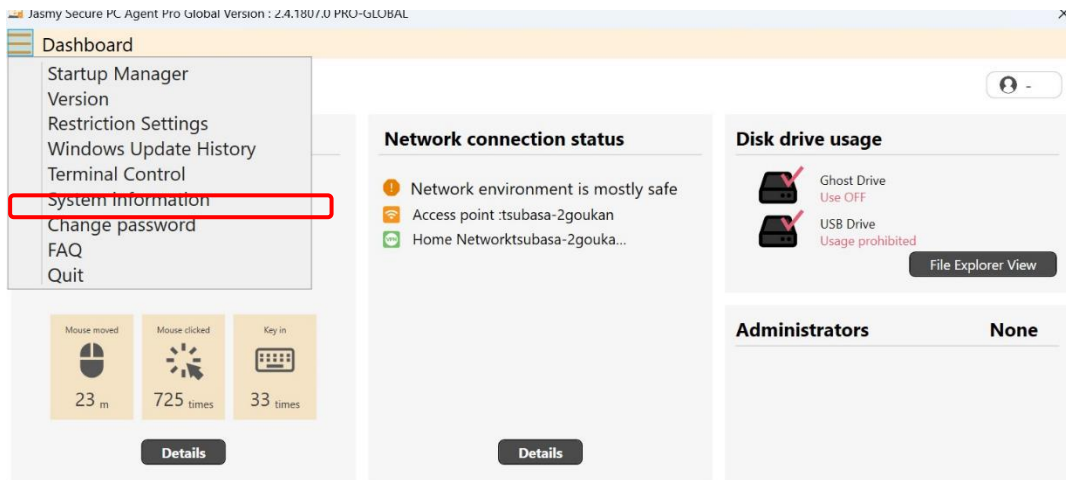 Jasmy Secure PC Agent Pro Global Version : 2.4.1807.0 PRO-GLOBAL
Dashboard
Startup Manager
Version
Restriction Settings
Windows Update History
Terminal Control
System Information
Change password
FAQ
Quit
-
Mouse moved
23 m
Mouse clicked
725 times
Key in
33 times
Details
Network connection status
Network environment is mostly safe
Access point :tsubasa-2goukan
Home Networktsubasa-2gouka...
Details
Disk drive usage
Ghost Drive
Use OFF
USB Drive
Usage prohibited
File Explorer View
Administrators None